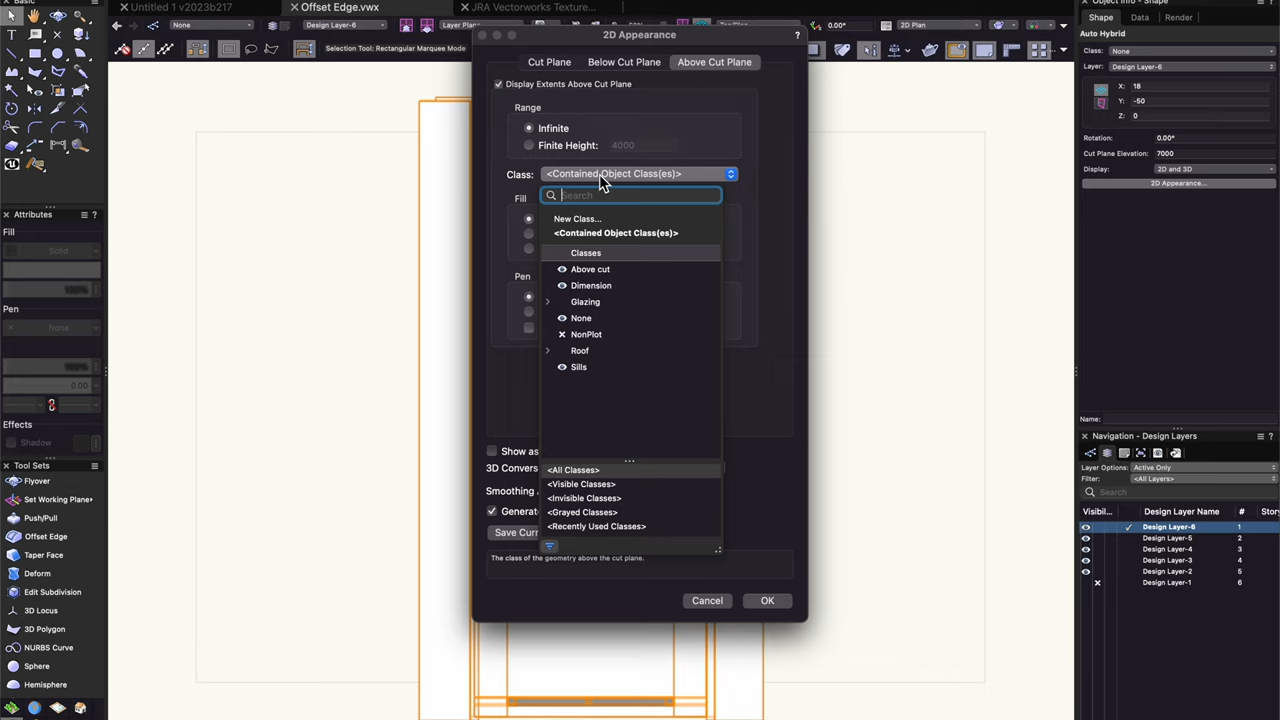 Basic
Untitled 1 v2023b217
Offset Edge.vwx
JRA Vectorworks Texture...
None
Design Layer-6
Layer Plane
Top/Plan
0.00°
2D Plan
Selection Tool: Rectangular Marquee Mode
2D Appearance
?
Cut Plane
Below Cut Plane
Above Cut Plane
Display Extents Above Cut Plane
Range
Infinite
Finite Height:
4000
Class:
<Contained Object Class(es)>
Search
Fill
New Class...
<Contained Object Class(es)>
Classes
Above cut
Dimension
Glazing
Pen
None
NonPlot
Roof
Sills
Show as
<All Classes>
3D Convers
<Visible Classes>
Smoothing
<Invisible Classes>
Generat
<Grayed Classes>
Save Curr
<Recently Used Classes>
The class of the geometry above the cut plane.
Cancel
OK
Attributes
Fill
Solid
100%
Pen
None
100%
0.00
Effects
Shadow
Tool Sets
Flyover
Set Working Plane
Push/Pull
Offset Edge
Taper Face
Deform
Edit Subdivision
3D Locus
3D Polygon
NURBS Curve
Sphere
Hemisphere
Object Info - Shape
Shape
Data
Render
Auto Hybrid
Class:
None
Layer:
Design Layer-6
X:
18
Y:
-50
Z:
0
Rotation:
0.00°
Cut Plane Elevation:
7000
Display:
2D and 3D
2D Appearance...
Name:
Navigation - Design Layers
Layer Options:
Active Only
Filter:
<All Layers>
Search
Visibil...
Design Layer Name
#
Story
Design Layer-6
1
Design Layer-5
2
Design Layer-4
3
Design Layer-3
4
Design Layer-2
5
Design Layer-1
6